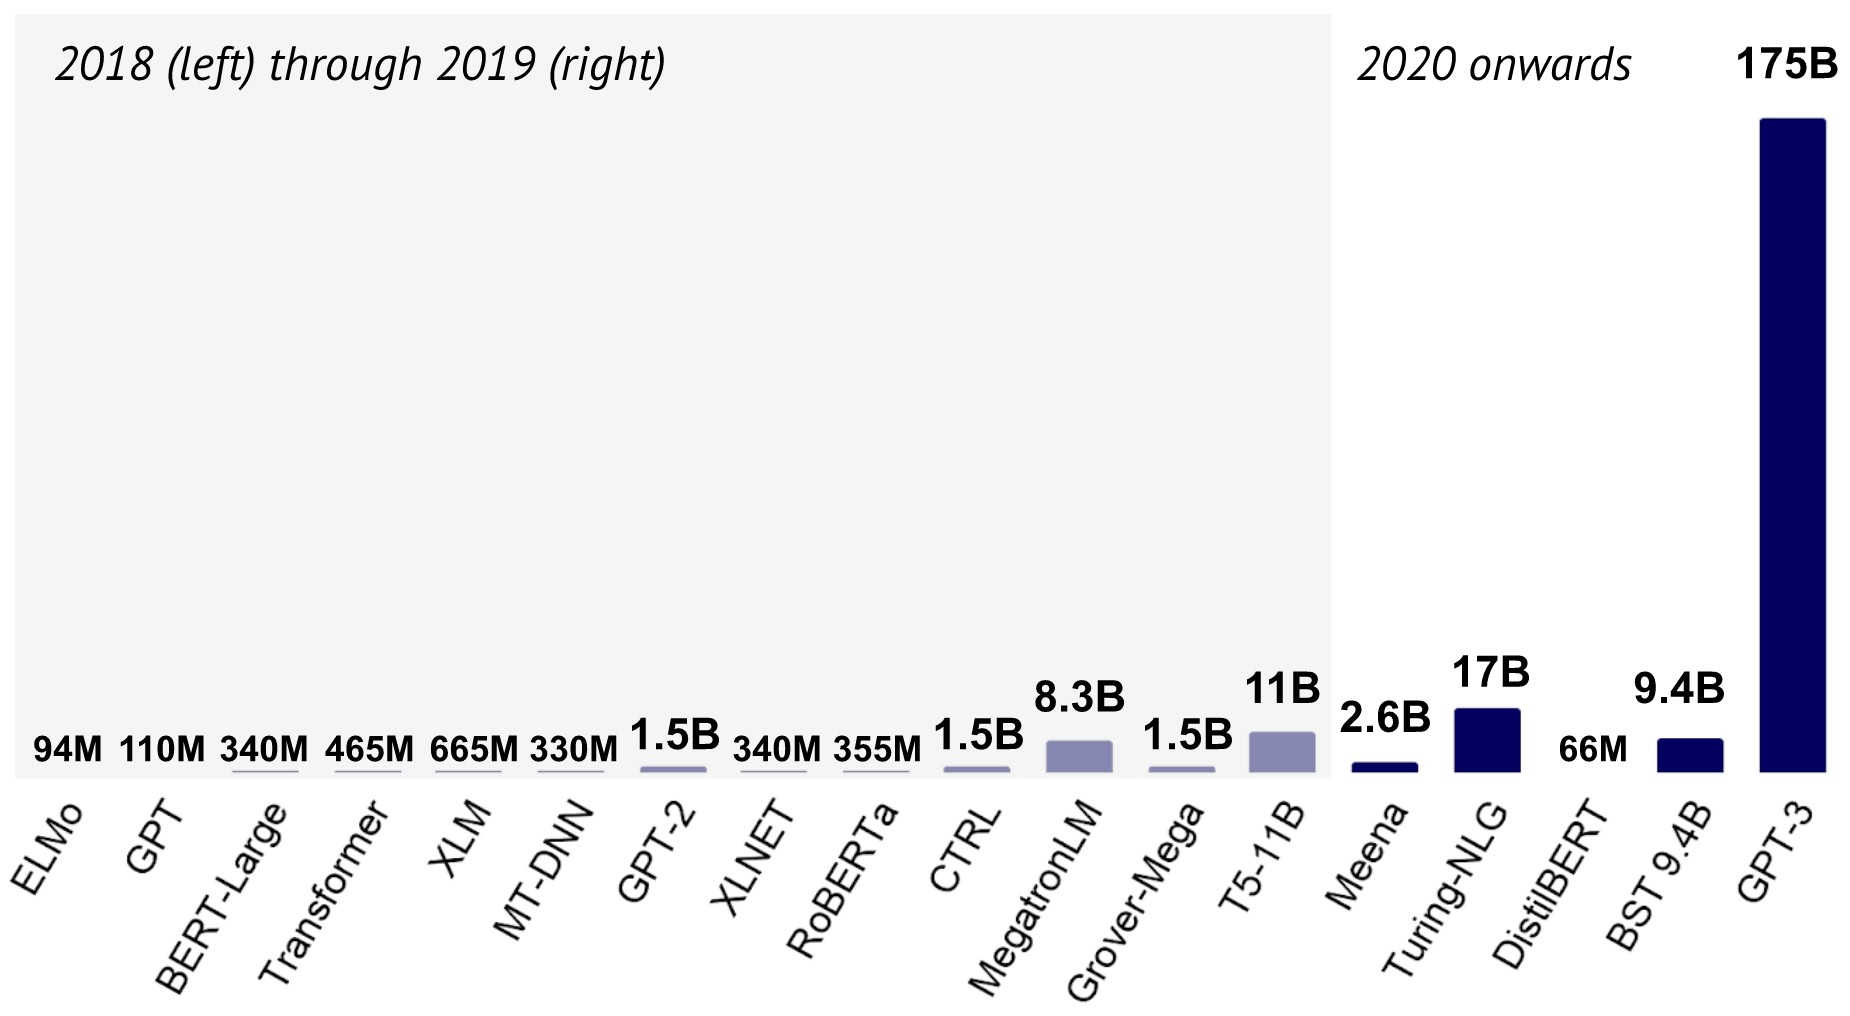 2018 (left) through 2019 (right)
2020 onwards
175B
94M
110M
340M
465M
665M
330M
1.5B
340M
355M
1.5B
8.3B
1.5B
11B
2.6B
17B
66M
9.4B
ELMo
GPT
BERT-Large
Transformer
XLM
MT-DNN
GPT-2
XLNET
RoBERTa
CTRL
MegatronLM
Grover-Mega
T5-11B
Meena
Turing-NLG
DistilBERT
BST 9.4B
GPT-3